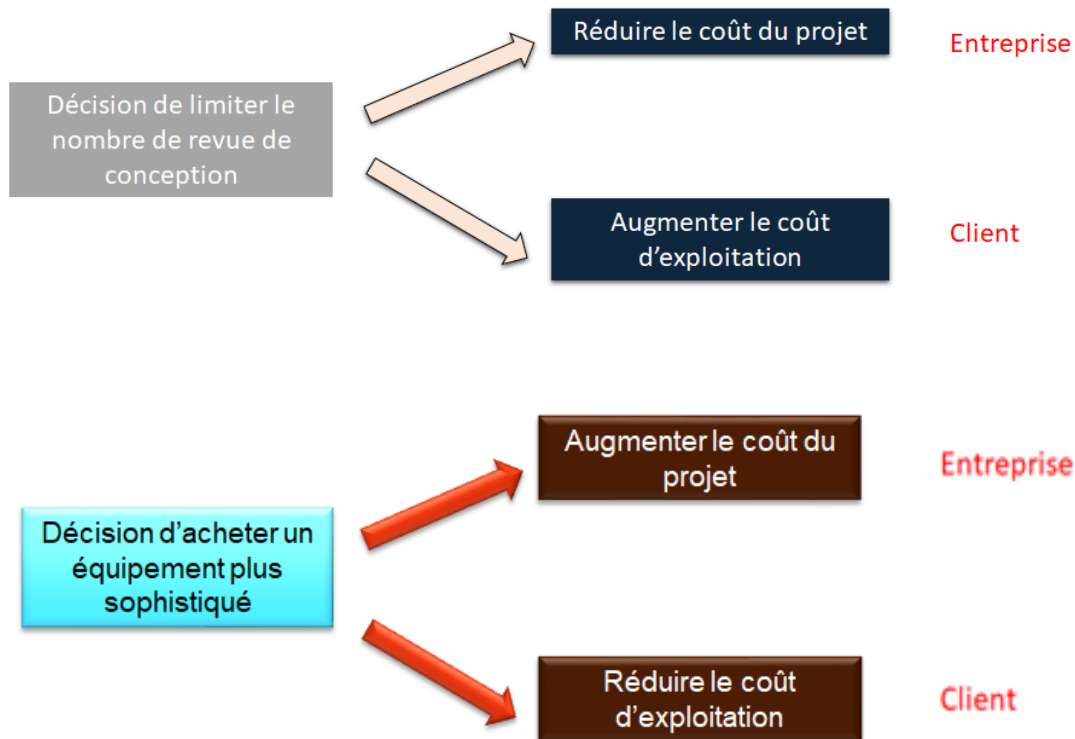 Réduire le coût du projet
Entreprise
Décision de limiter le
nombre de revue de
conception
Augmenter le coût
d'exploitation
Client
Augmenter le coût du
projet
Entreprise
Décision d'acheter un
équipement plus
sophistiqué
Réduire le coût
d'exploitation
Client